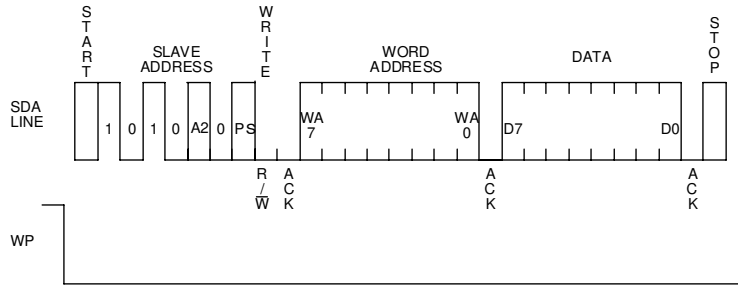 START
WRITE
STOP
SLAVE
ADDRESS
WORD
ADDRESS
DATA
SDA
LINE
1 0 1 0 A2 0 PS
WA
7
WA
0
D7
D0
R
/
W̅
ACK
ACK
ACK
WP